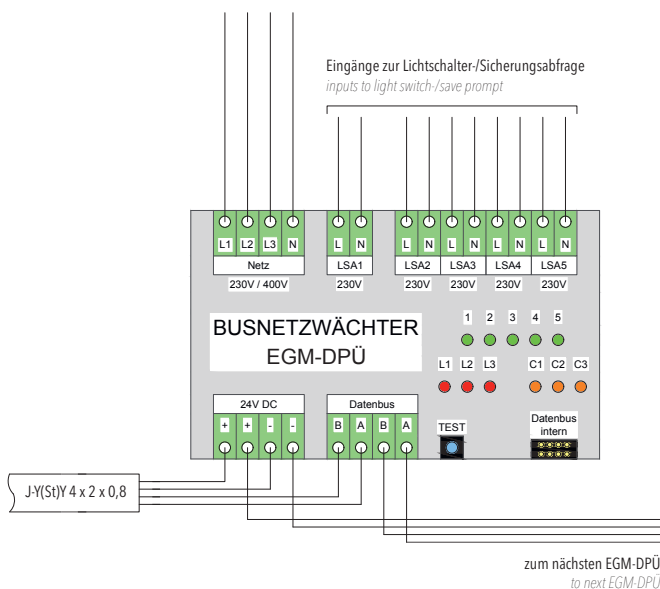 Eingänge zur Lichtschalter-/Sicherungsabfrage
inputs to light switch-/save prompt
L1 L2 L3 N L N L N L N L N L N
Netz LSA1 LSA2 LSA3 LSA4 LSA5
230V / 400V 230V 230V 230V 230V 230V
BUSNETZWÄCHTER
EGM-DPÜ
1 2 3 4 5
L1 L2 L3 C1 C2 C3
24V DC Datenbus
+ + - - B A B A
TEST
Datenbus
intern
J-Y(St)Y 4 x 2 x 0,8
zum nächsten EGM-DPÜ
to next EGM-DPÜ